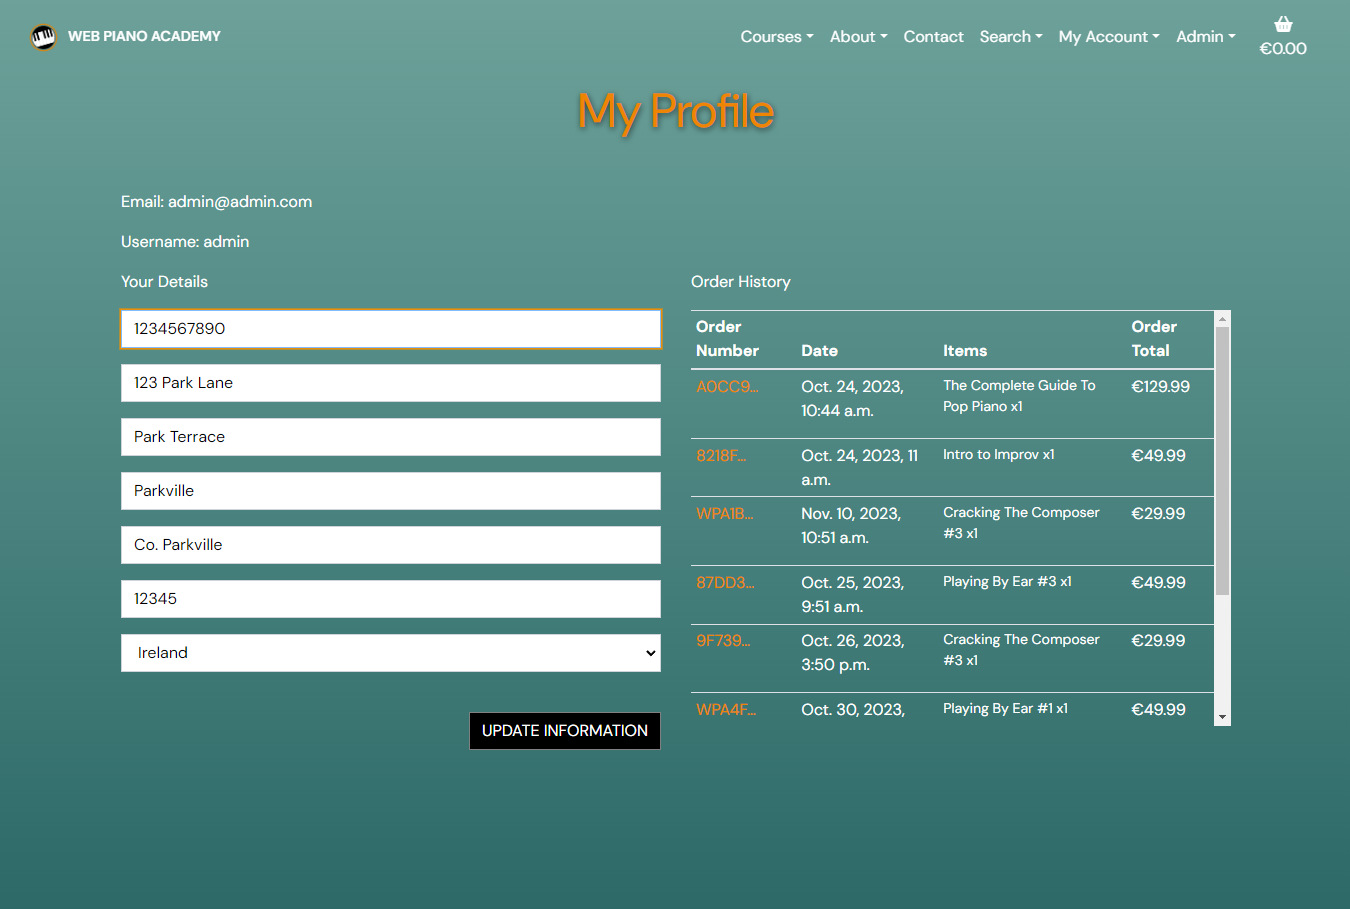 WEB PIANO ACADEMY
Courses About Contact Search My Account Admin
€0.00
My Profile
Email: admin@admin.com
Username: admin
Your Details
1234567890
123 Park Lane
Park Terrace
Parkville
Co. Parkville
12345
Ireland
UPDATE INFORMATION
Order History
Order Number Date Items Order Total
A0CC9... Oct. 24, 2023, 10:44 a.m. The Complete Guide To Pop Piano x1 €129.99
8218F... Oct. 24, 2023, 11 a.m. Intro to Improv x1 €49.99
WPA1B... Nov. 10, 2023, 10:51 a.m. Cracking The Composer #3 x1 €29.99
87DD3... Oct. 25, 2023, 9:51 a.m. Playing By Ear #3 x1 €49.99
9F739... Oct. 26, 2023, 3:50 p.m. Cracking The Composer #3 x1 €29.99
WPA4F... Oct. 30, 2023, Playing By Ear #1 x1 €49.99